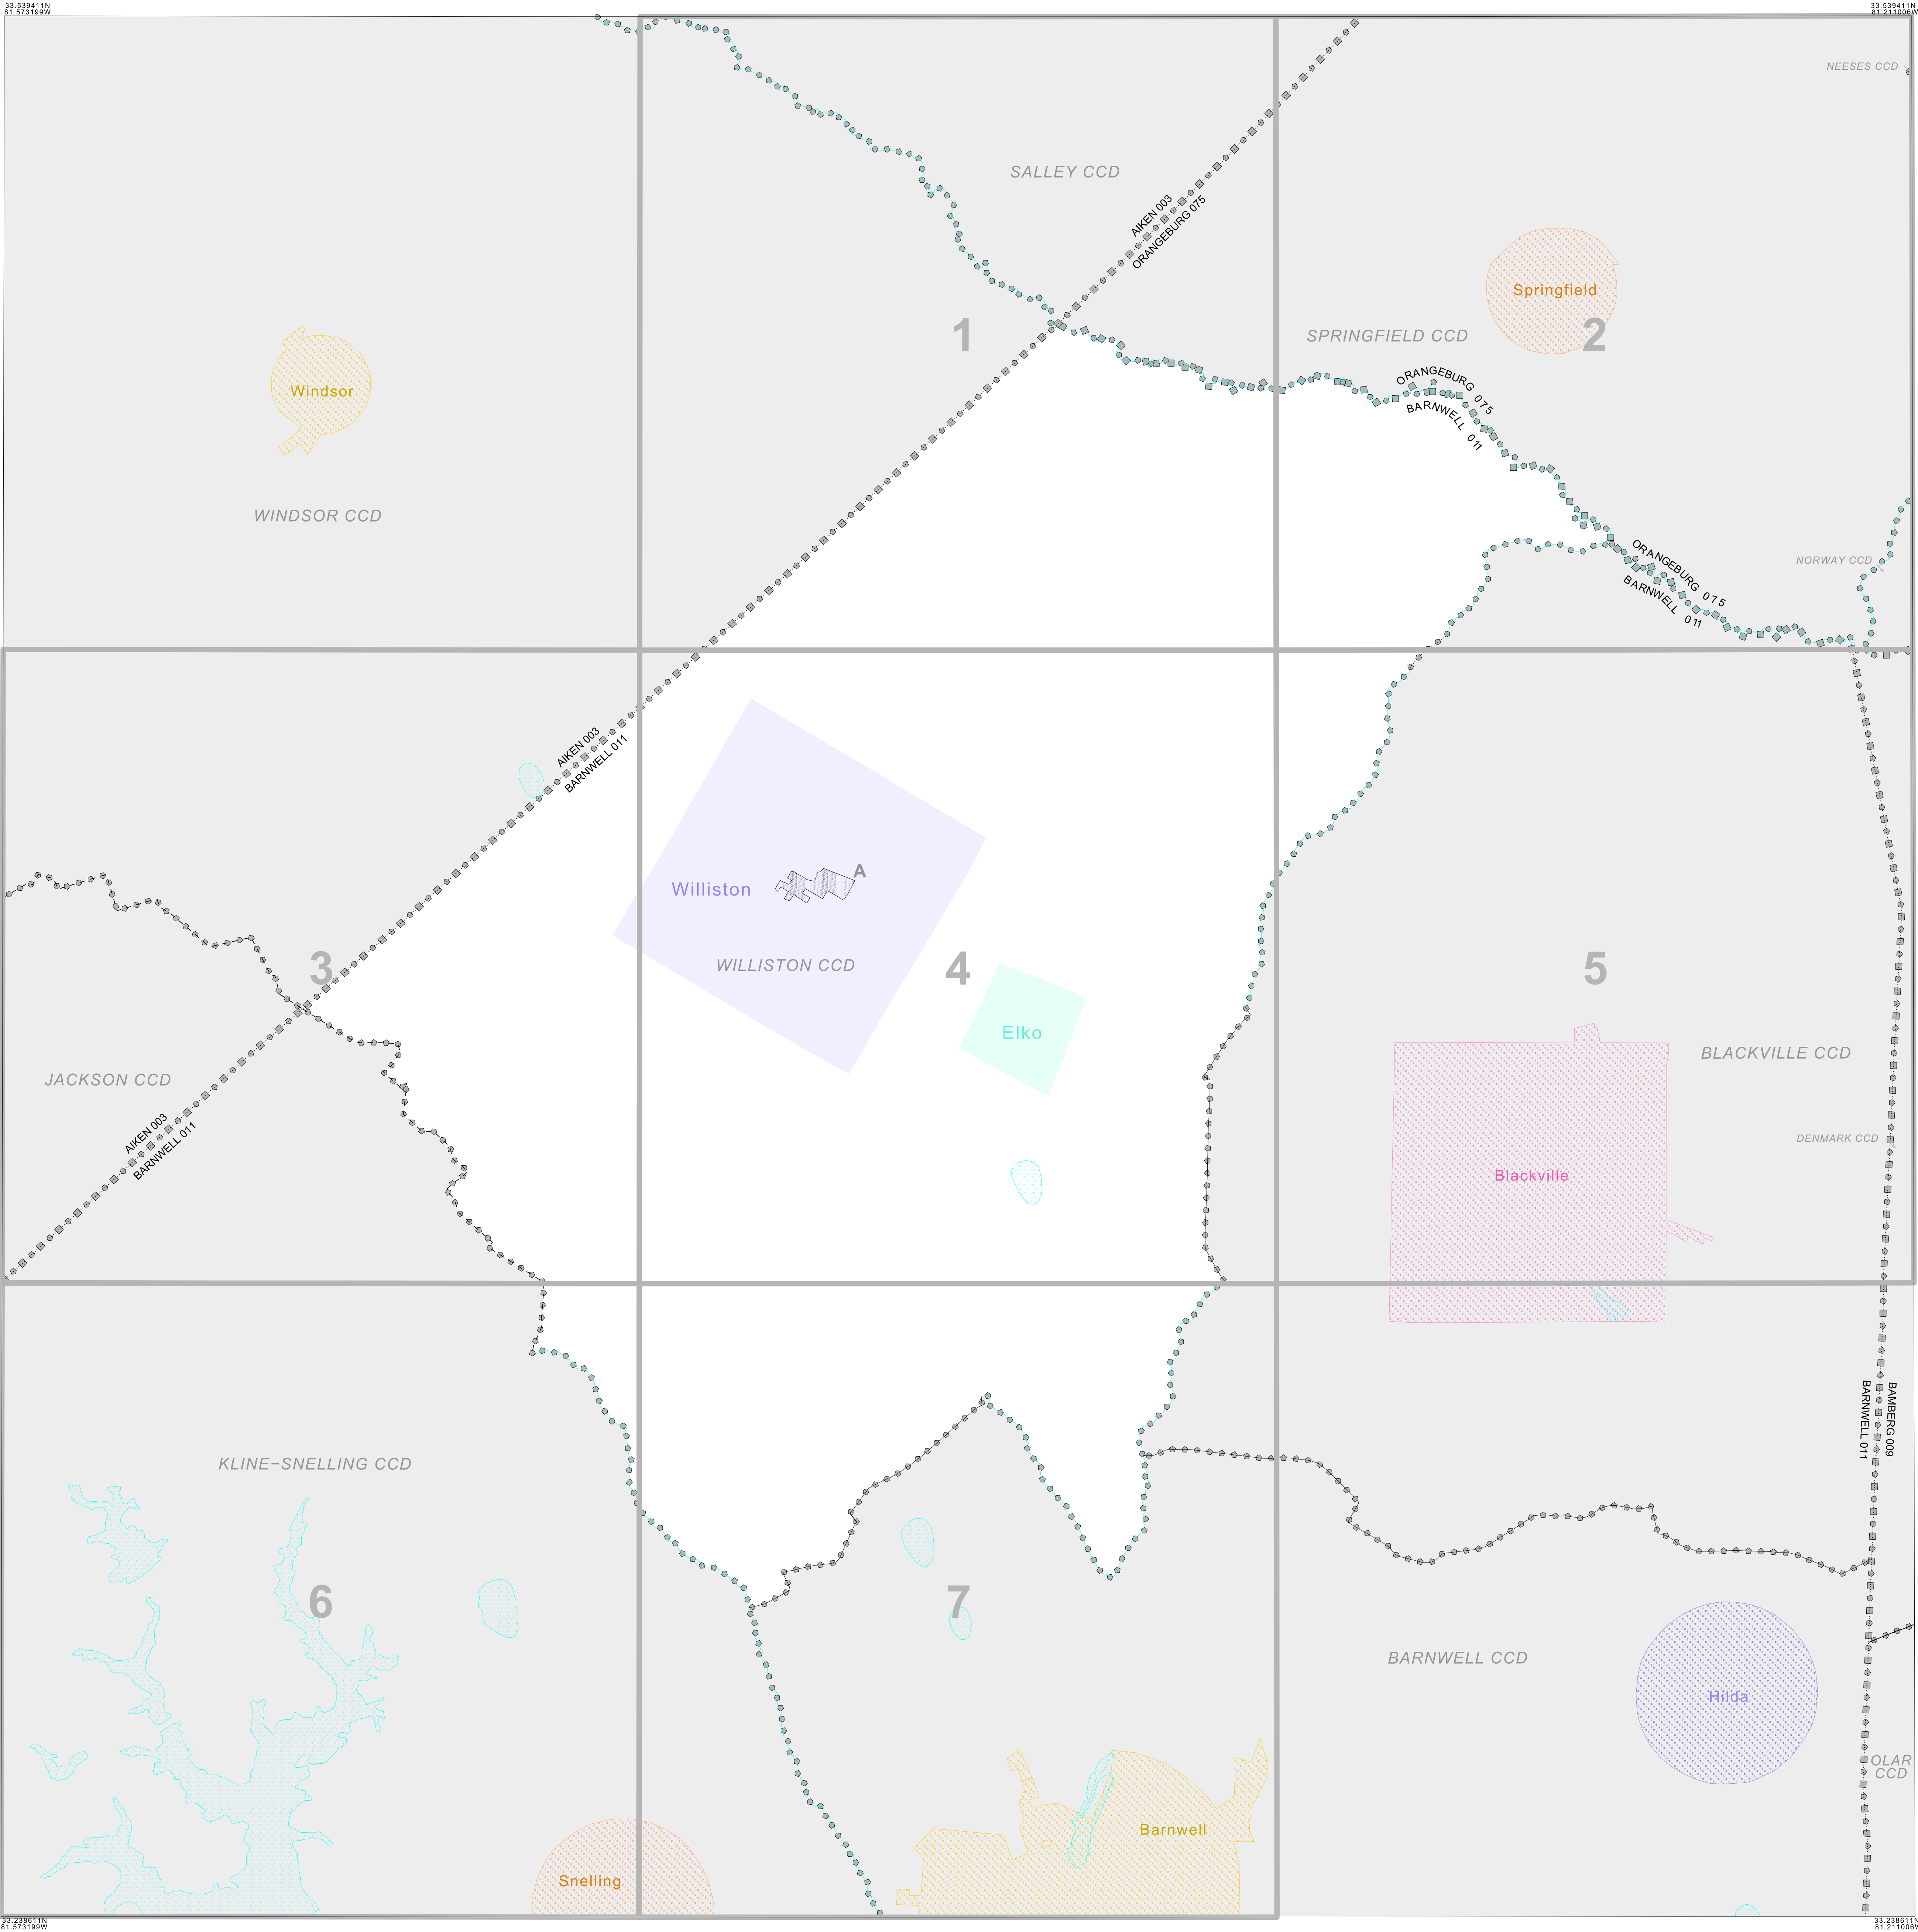 33.539411N
81.573199W
33.539411N
81.211006W
NEESES CCD
SALLEY CCD
AIKEN 003
ORANGEBURG 075
Springfield
1
SPRINGFIELD CCD
2
Windsor
ORANGEBURG 075
BARNWELL 011
WINDSOR CCD
NORWAY CCD
ORANGEBURG 075
BARNWELL 011
AIKEN 003
BARNWELL 011
A
Williston
WILLISTON CCD
3
4
5
Elko
BLACKVILLE CCD
JACKSON CCD
AIKEN 003
BARNWELL 011
DENMARK CCD
Blackville
BAMBERG 009
BARNWELL 011
KLINE-SNELLING CCD
6
7
BARNWELL CCD
Hilda
OLAR
CCD
Barnwell
Snelling
33.238611N
81.573199W
33.238611N
81.211006W